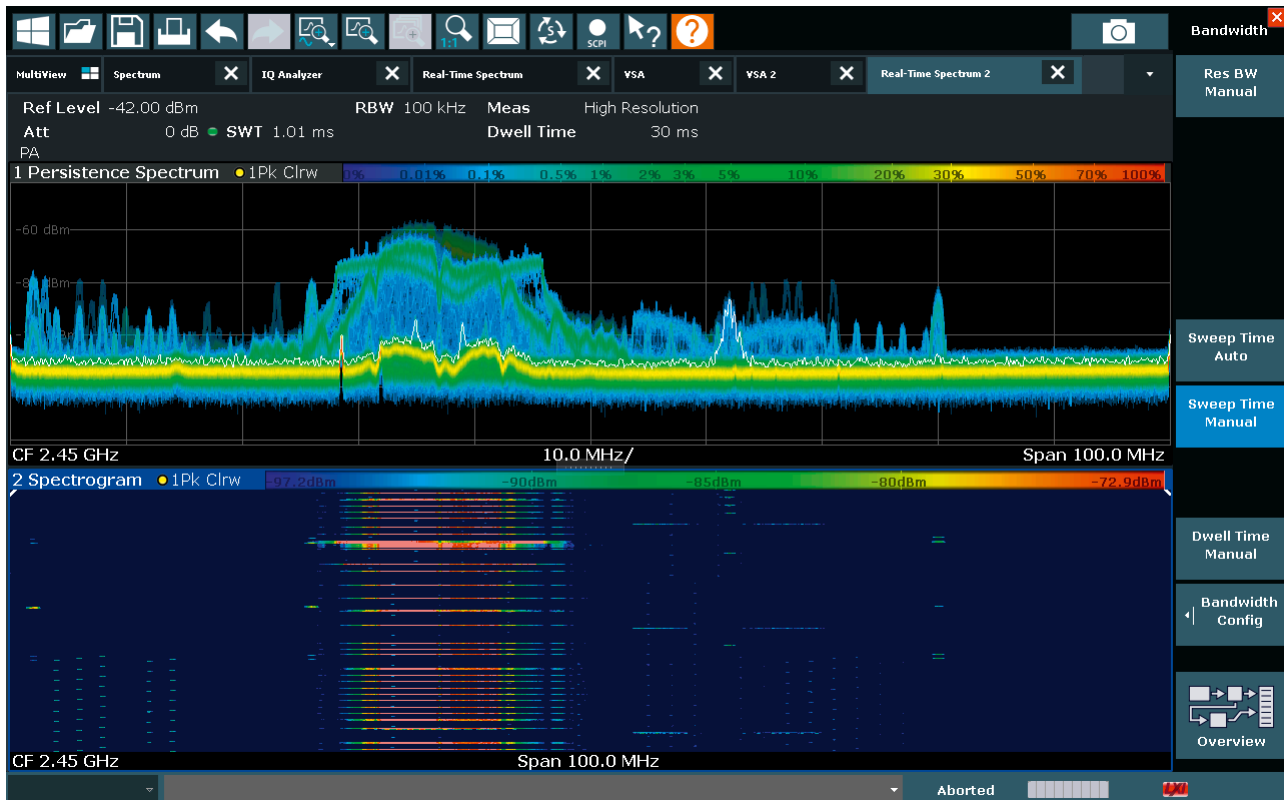 1:1
SCPI
Bandwidth
MultiView
Spectrum
IQ Analyzer
Real-Time Spectrum
VSA
VSA 2
Real-Time Spectrum 2
Res BW
Manual
Ref Level -42.00 dBm RBW 100 kHz Meas High Resolution
Att 0 dB SWT 1.01 ms Dwell Time 30 ms
PA
1 Persistence Spectrum 1Pk Clrw 0% 0.01% 0.1% 0.5% 1% 2% 3% 5% 10% 20% 30% 50% 70% 100%
-60 dBm
Sweep Time
Auto
Sweep Time
Manual
CF 2.45 GHz 10.0 MHz/ Span 100.0 MHz
2 Spectrogram 1Pk Clrw -97.2dBm -90dBm -85dBm -80dBm -72.9dBm
Dwell Time
Manual
Bandwidth
Config
Overview
CF 2.45 GHz Span 100.0 MHz
Aborted
LXI